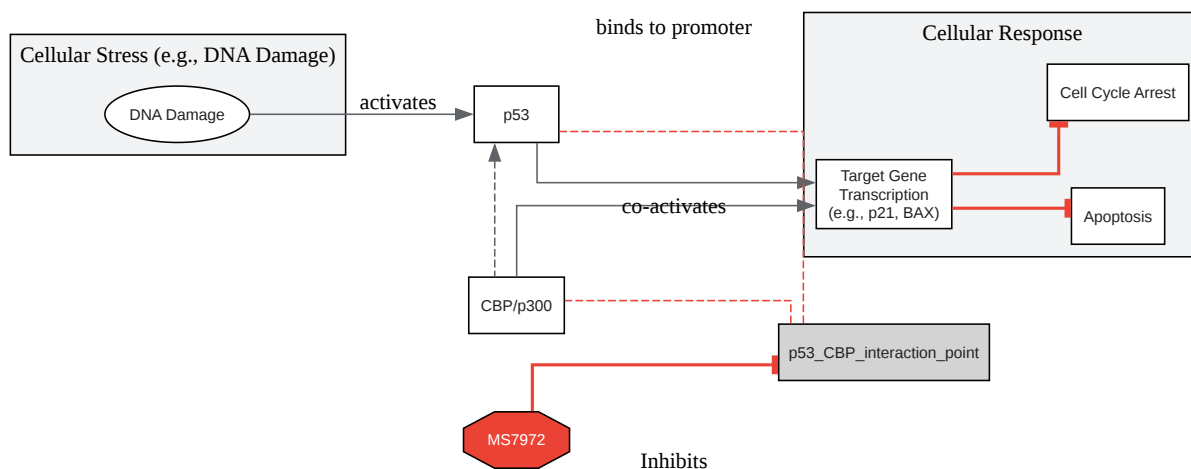 binds to promoter
Cellular Response
Cellular Stress (e.g., DNA Damage)
Cell Cycle Arrest
DNA Damage
activates
p53
Target Gene
Transcription
(e.g., p21, BAX)
co-activates
Apoptosis
CBP/p300
p53_CBP_interaction_point
MS7972
Inhibits